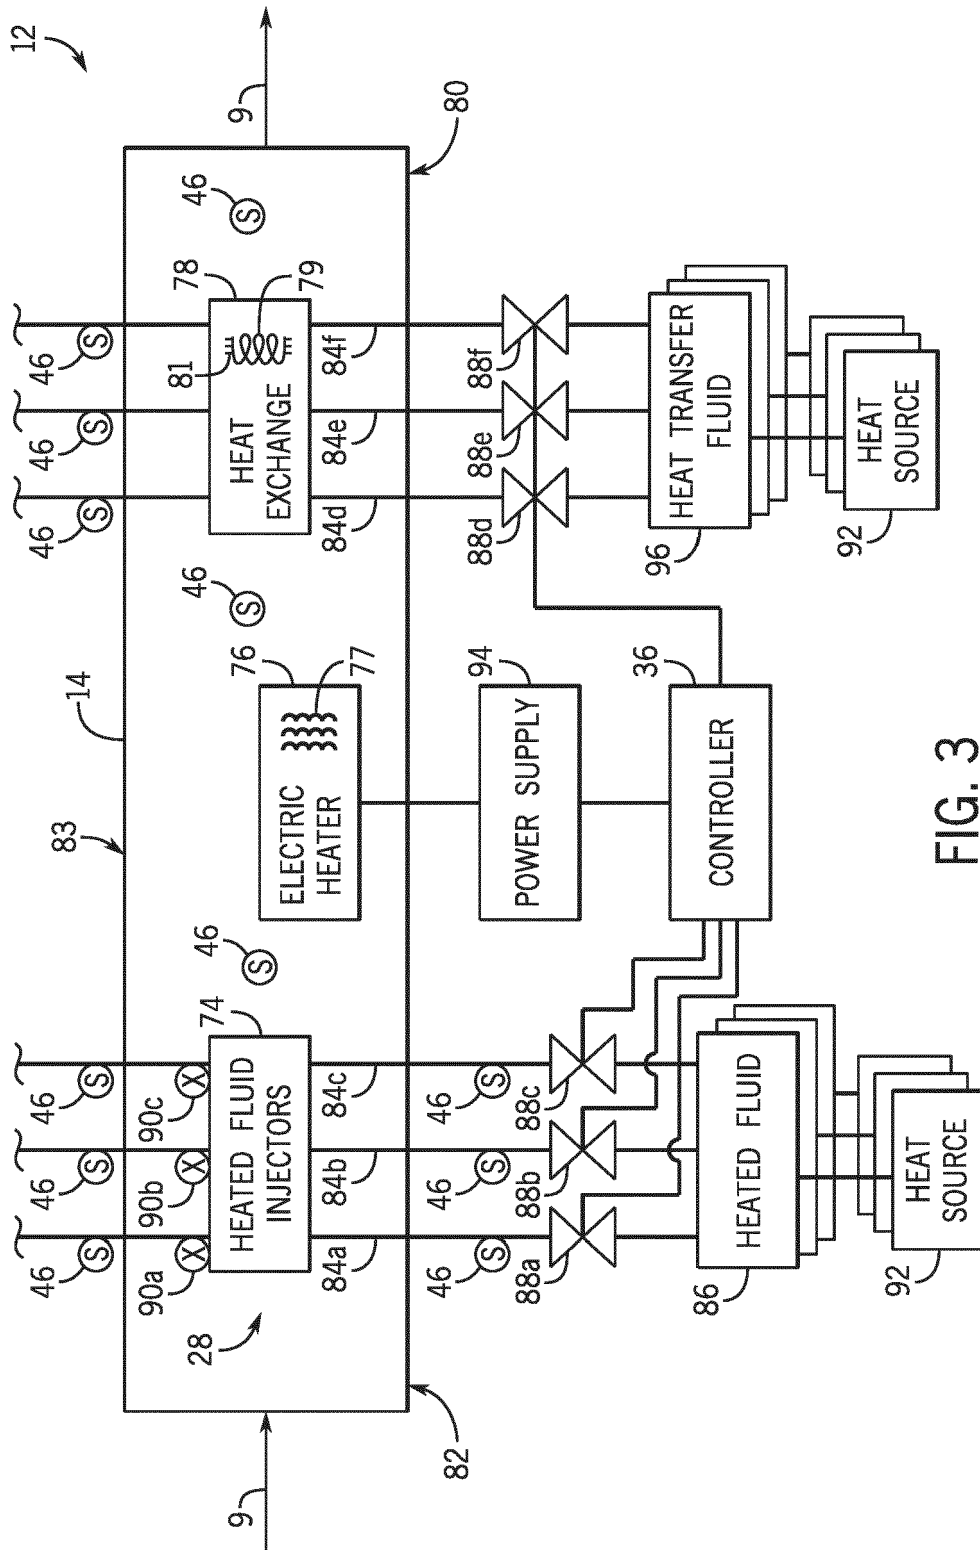 12
14
83
9
9
80
82
28
46
46
46
46
46
46
90a
90b
90c
74
HEATED FLUID
INJECTORS
46
76
77
ELECTRIC
HEATER
46
78
79
81
HEAT
EXCHANGE
46
84a
84b
84c
84d
84e
84f
46
46
46
88a
88b
88c
88d
88e
88f
94
POWER SUPPLY
36
CONTROLLER
86
HEATED FLUID
92
HEAT
SOURCE
96
HEAT TRANSFER
FLUID
92
HEAT
SOURCE
S
S
S
S
S
S
S
S
S
S
S
S
X
X
X
FIG. 3